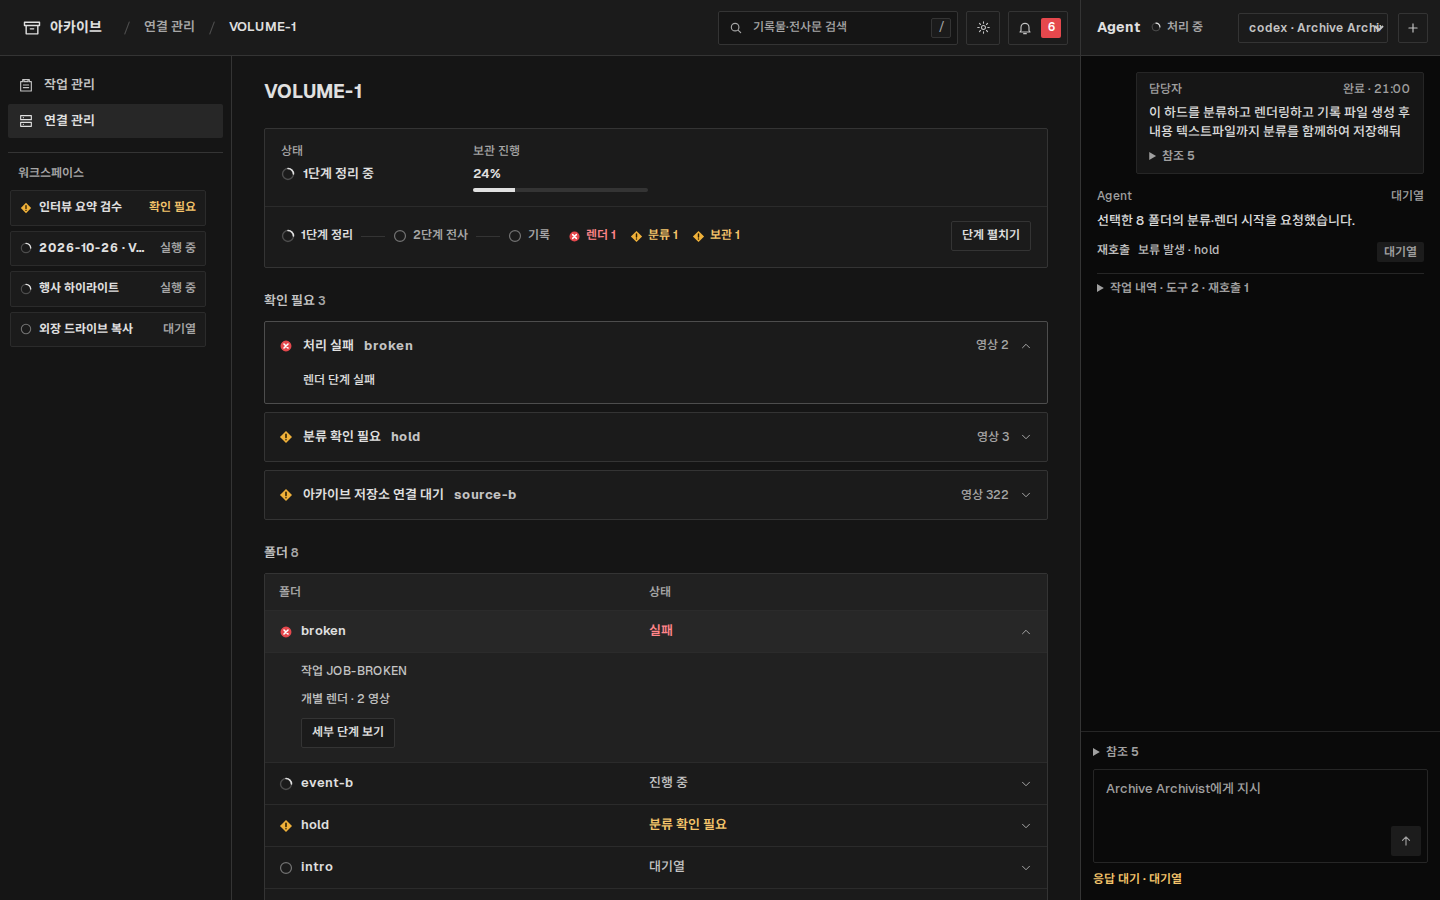 아카이브 / 연결 관리 / VOLUME-1
기록물·전사문 검색 /
6
Agent 처리 중
codex · Archive Archi
작업 관리
연결 관리
워크스페이스
인터뷰 요약 검수 확인 필요
2026-10-26 · V... 실행 중
행사 하이라이트 실행 중
외장 드라이브 복사 대기열
VOLUME-1
상태
1단계 정리 중
보관 진행
24%
1단계 정리 2단계 전사 기록 렌더 1 분류 1 보관 1 단계 펼치기
확인 필요 3
처리 실패 broken 영상 2
렌더 단계 실패
분류 확인 필요 hold 영상 3
아카이브 저장소 연결 대기 source-b 영상 322
폴더 8
폴더 상태
broken 실패
작업 JOB-BROKEN
개별 렌더 · 2 영상
세부 단계 보기
event-b 진행 중
hold 분류 확인 필요
intro 대기열
담당자 완료 · 21:00
이 하드를 분류하고 렌더링하고 기록 파일 생성 후
내용 텍스트파일까지 분류를 함께하여 저장해둬
참조 5
Agent 대기열
선택한 8 폴더의 분류·렌더 시작을 요청했습니다.
재호출 보류 발생 · hold 대기열
작업 내역 · 도구 2 · 재호출 1
참조 5
Archive Archivist에게 지시
응답 대기 · 대기열